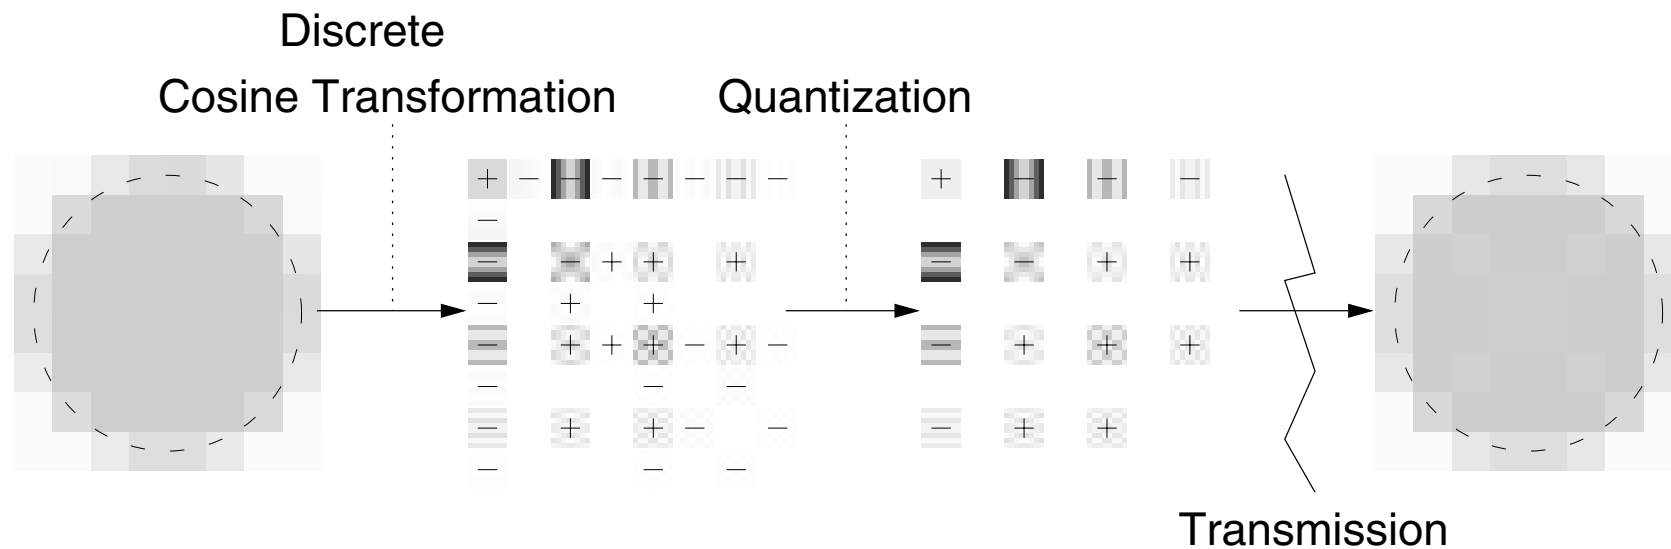 Discrete
Cosine Transformation
Quantization
+ − − − − − − −
−
− − + + +
− + +
− + + + − + −
− − −
− + + − −
− − −
+ − − −
− − + +
− + + +
− + +
Transmission